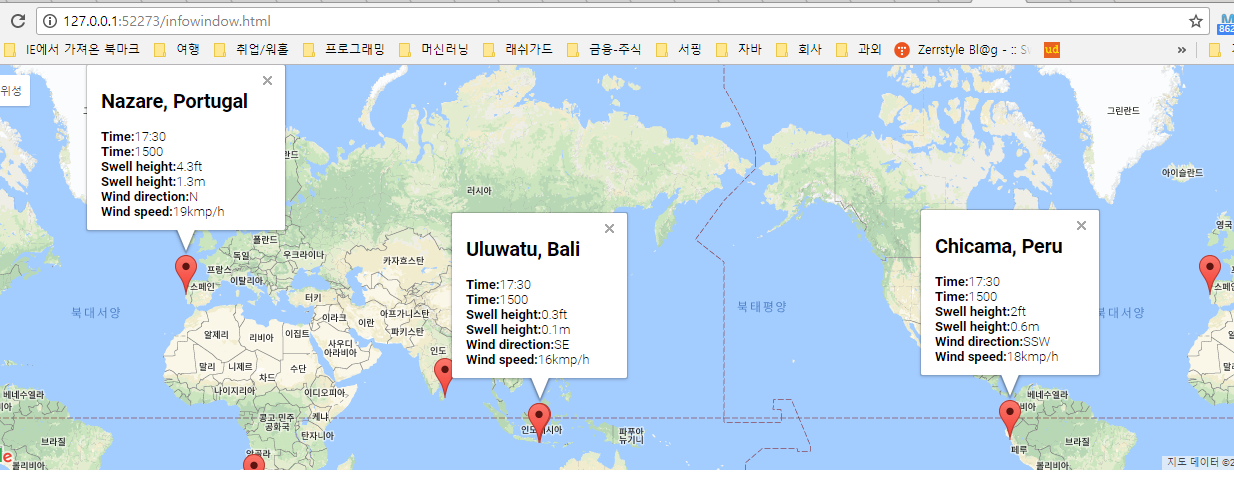 127.0.0.1:52273/infowindow.html
862
IE에서 가져온 북마크 여행 취업/워홀 프로그래밍 머신러닝 래쉬가드 금융-주식 서핑 자바 회사 과외 Zerrstyle Bl@g - :: ud »
위성
Nazare, Portugal
Time:17:30
Time:1500
Swell height:4.3ft
Swell height:1.3m
Wind direction:N
Wind speed:19kmp/h
Uluwatu, Bali
Time:17:30
Time:1500
Swell height:0.3ft
Swell height:0.1m
Wind direction:SE
Wind speed:16kmp/h
Chicama, Peru
Time:17:30
Time:1500
Swell height:2ft
Swell height:0.6m
Wind direction:SSW
Wind speed:18kmp/h
그린란드
아이슬란드
러시아
영국
폴란드
독일
우크라이나
카자흐스탄
프랑스
이탈리아
스페인
스페인
터키
북대서양
북태평양
북대서양
아프가니스탄
이라크
이란
파키스탄
알제리
리비아
이집트
사우디
아라비아
인도
말리
니제르
차드
수단
나이지리아
이디오피아
베네수엘라
콩고 민주
공화국
케냐
탄자니아
인도네시아
파푸아
뉴기니
베네수엘라
콜롬비아
브라질
앙골라
볼리비아
페루
브라질
볼리비아
지도 데이터 ©2